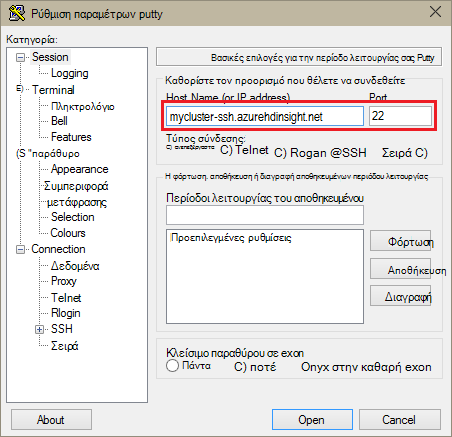 Ρύθμιση παραμέτρων putty
Κατηγορία:
Session
Logging
E) Terminal
Πληκτρολόγιο
Bell
Features
(S "παράθυρο
Appearance
Συμπεριφορά
μετάφρασης
Selection
Colours
Connection
Δεδομένα
Proxy
Telnet
Rlogin
SSH
Σειρά
Βασικές επιλογές για την περίοδο λειτουργίας σας Putty
Καθορίστε τον προορισμό που θέλετε να συνδεθείτε
Host Name (or IP address) Port
mycluster-ssh.azurehdinsight.net 22
Τύπος σύνδεσης:
C) ανεπεξέργαστα C) Telnet C) Rogan @SSH Σειρά C)
Η φόρτωση, αποθήκευση ή διαγραφή αποθηκευμένων περιόδου λειτουργίας
Περίοδοι λειτουργίας του αποθηκευμένου
Προεπιλεγμένες ρυθμίσεις
Φόρτωση
Αποθήκευση
Διαγραφή
Κλείσιμο παραθύρου σε exon
Πάντα C) ποτέ Onyx στην καθαρή exon
About Open Cancel